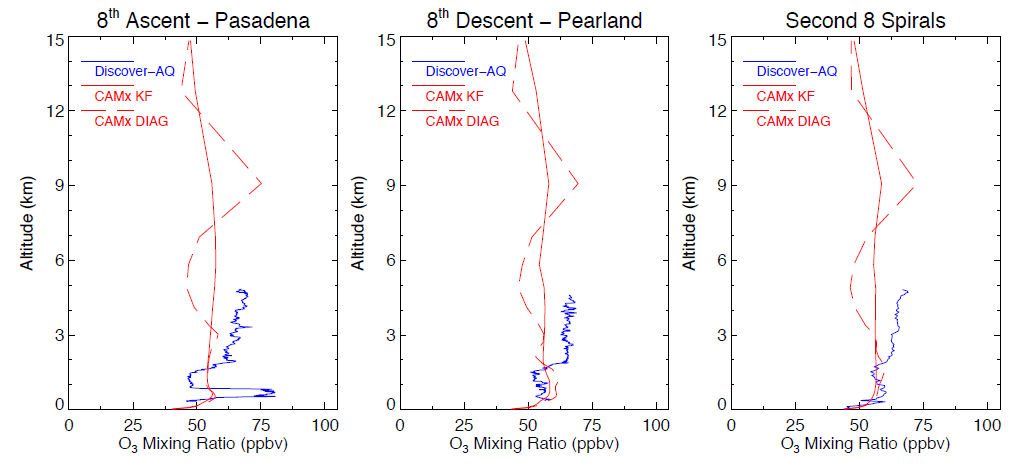 8th Ascent – Pasadena
15
12
9
6
3
0
Altitude (km)
Discover–AQ
CAMx KF
CAMx DIAG
0 25 50 75 100
O3 Mixing Ratio (ppbv)
8th Descent – Pearland
15
12
9
6
3
0
Altitude (km)
Discover–AQ
CAMx KF
CAMx DIAG
0 25 50 75 100
O3 Mixing Ratio (ppbv)
Second 8 Spirals
15
12
9
6
3
0
Altitude (km)
Discover–AQ
CAMx KF
CAMx DIAG
0 25 50 75 100
O3 Mixing Ratio (ppbv)